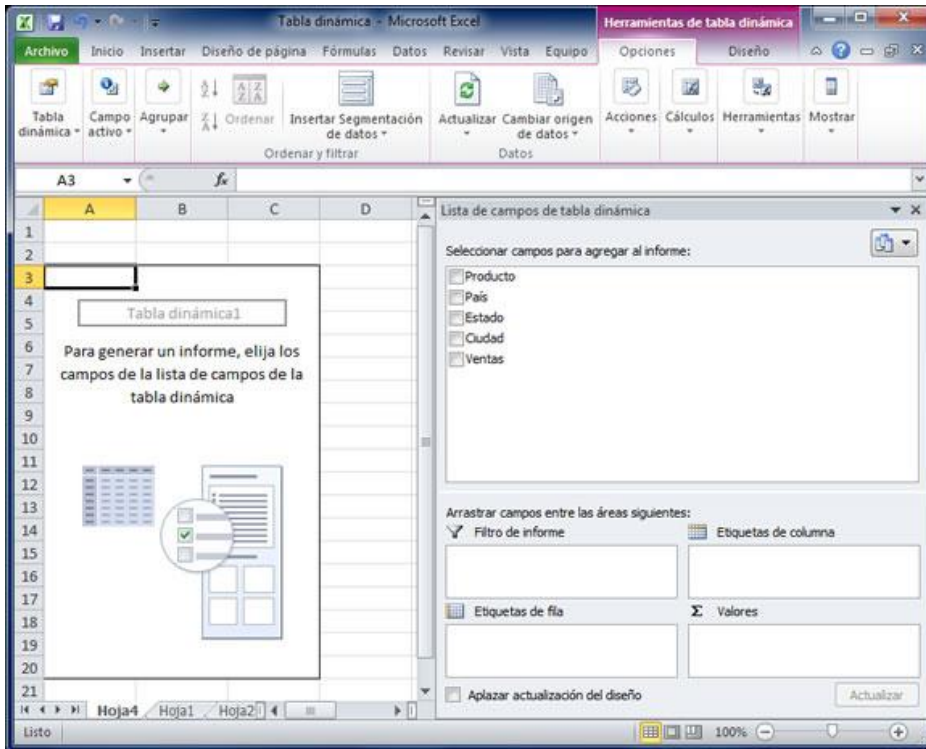 Tabla dinámica - Microsoft Excel
Herramientas de tabla dinámica
Archivo Inicio Insertar Diseño de página Fórmulas Datos Revisar Vista Equipo Opciones Diseño
Tabla dinámica
Campo activo
Agrupar
Ordenar
Insertar Segmentación de datos
Ordenar y filtrar
Actualizar
Cambiar origen de datos
Datos
Acciones
Cálculos
Herramientas
Mostrar
A3
fx
A B C D
1
2
3
4
5
6
7
8
9
10
11
12
13
14
15
16
17
18
19
20
21
Tabla dinámica1
Para generar un informe, elija los
campos de la lista de campos de la
tabla dinámica
Lista de campos de tabla dinámica
Seleccionar campos para agregar al informe:
Producto
País
Estado
Ciudad
Ventas
Arrastrar campos entre las áreas siguientes:
Filtro de informe
Etiquetas de columna
Etiquetas de fila
Σ Valores
Aplazar actualización del diseño
Actualizar
Hoja4 Hoja1 Hoja2
Listo
100%